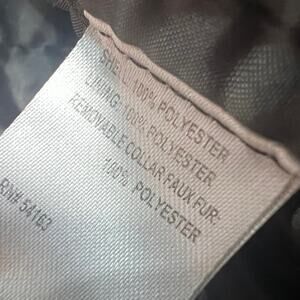 SHELL: 100% POLYESTER
LINING: 100% POLYESTER
REMOVABLE COLLAR FAUX FUR:
100% POLYESTER
RN# 54163